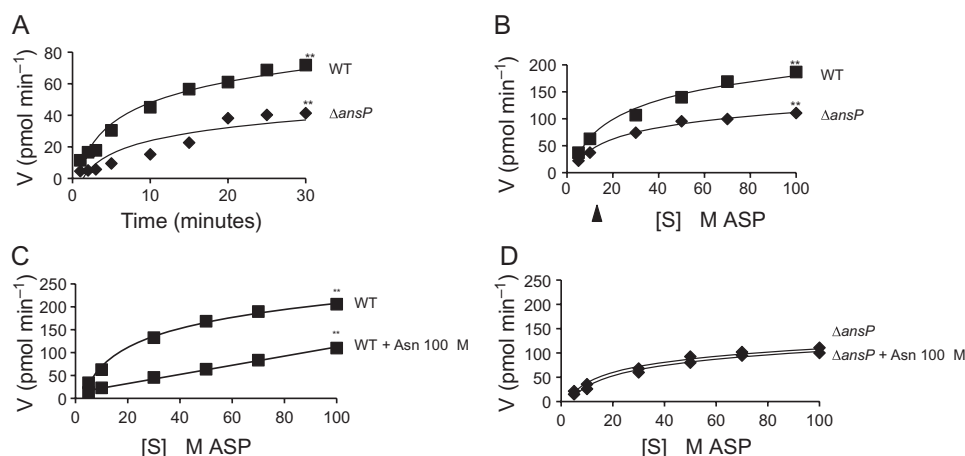 A
80
60
40
20
0
V (pmol min−1)
**
WT
**
ΔansP
0 10 20 30
Time (minutes)
B
200
150
100
50
0
V (pmol min−1)
**
WT
**
ΔansP
0 20 40 60 80 100
[S] M ASP
C
250
200
150
100
50
0
V (pmol min−1)
**
WT
**
WT + Asn 100 M
0 20 40 60 80 100
[S] M ASP
D
250
200
150
100
50
0
V (pmol min−1)
ΔansP
ΔansP + Asn 100 M
0 20 40 60 80 100
[S] M ASP